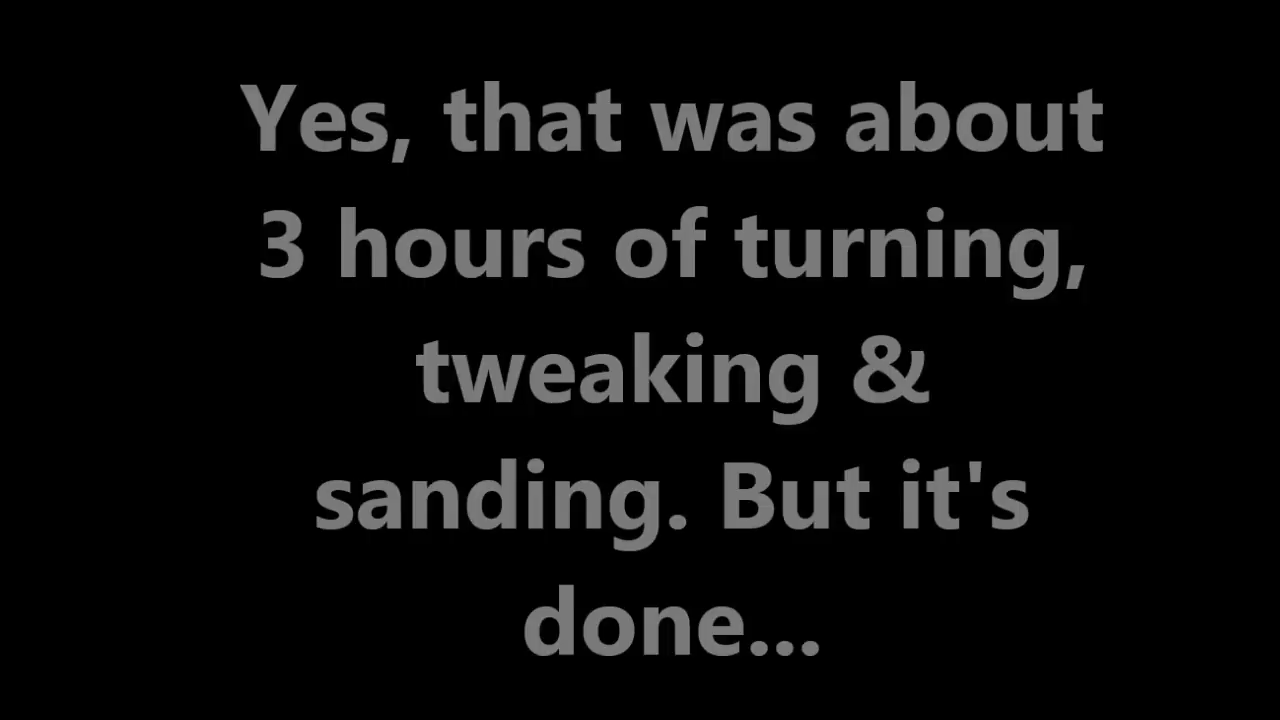 Yes, that was about
3 hours of turning,
tweaking &
sanding. But it's
done...